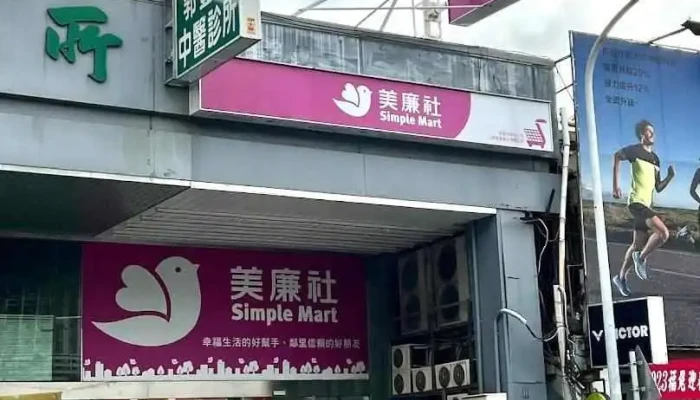 所
中醫診所
美廉社
Simple Mart
美廉社
Simple Mart
幸福生活的好幫手、鄰里信賴的好朋友
VICTOR